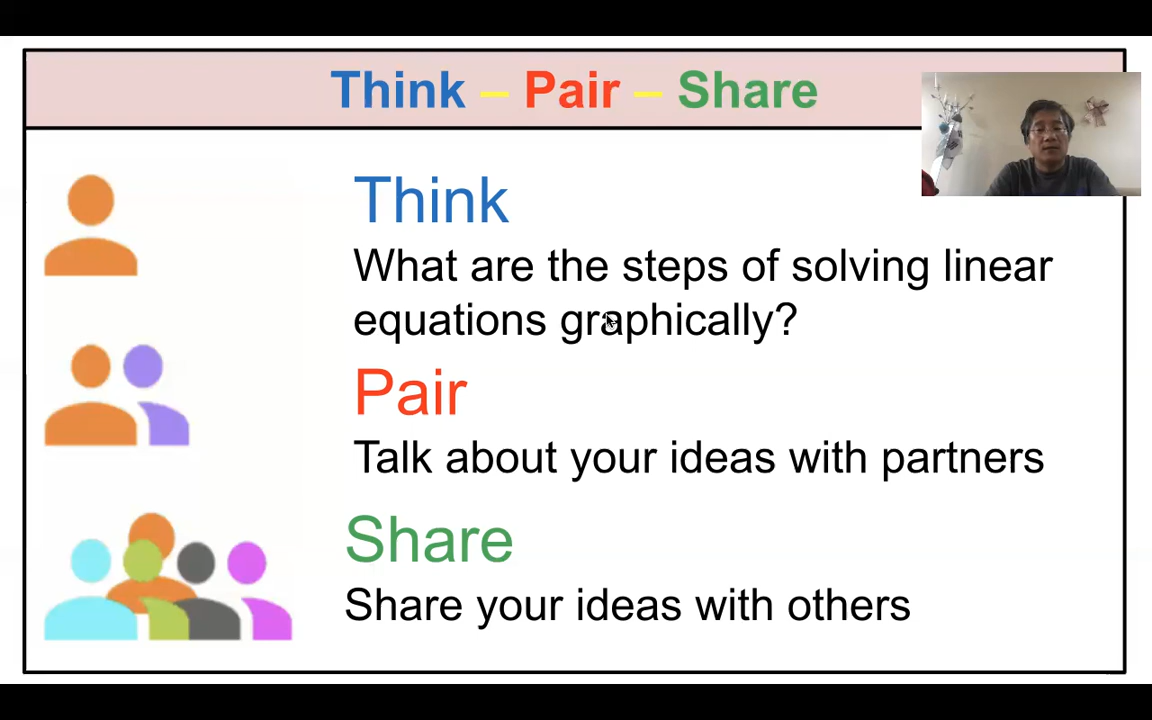 Think – Pair – Share
Think
What are the steps of solving linear
equations graphically?
Pair
Talk about your ideas with partners
Share
Share your ideas with others